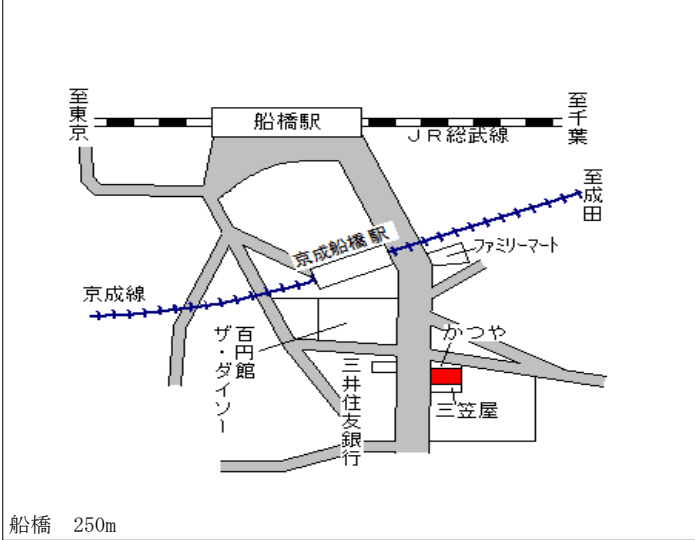 至東京
船橋駅
ＪＲ総武線
至千葉
至成田
京成船橋駅
ファミリーマート
京成線
百円館
ザ・ダイソー
かつや
三井住友銀行
三笠屋
船橋　250m